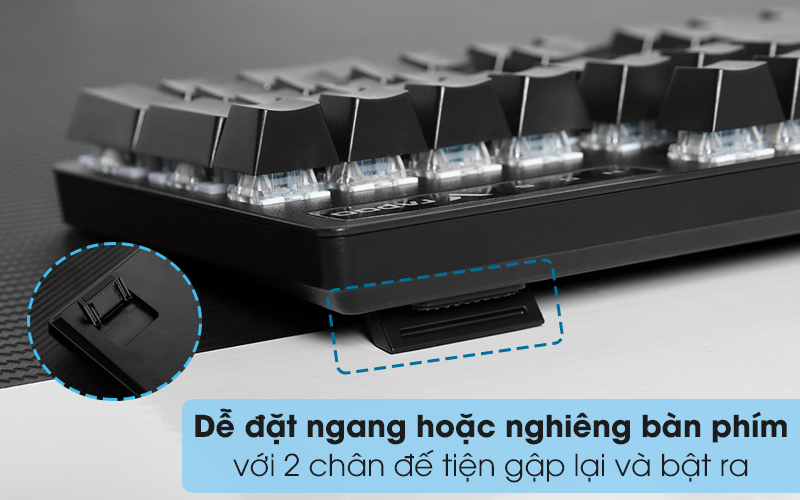 Dễ đặt ngang hoặc nghiêng bàn phím
với 2 chân đế tiện gập lại và bật ra